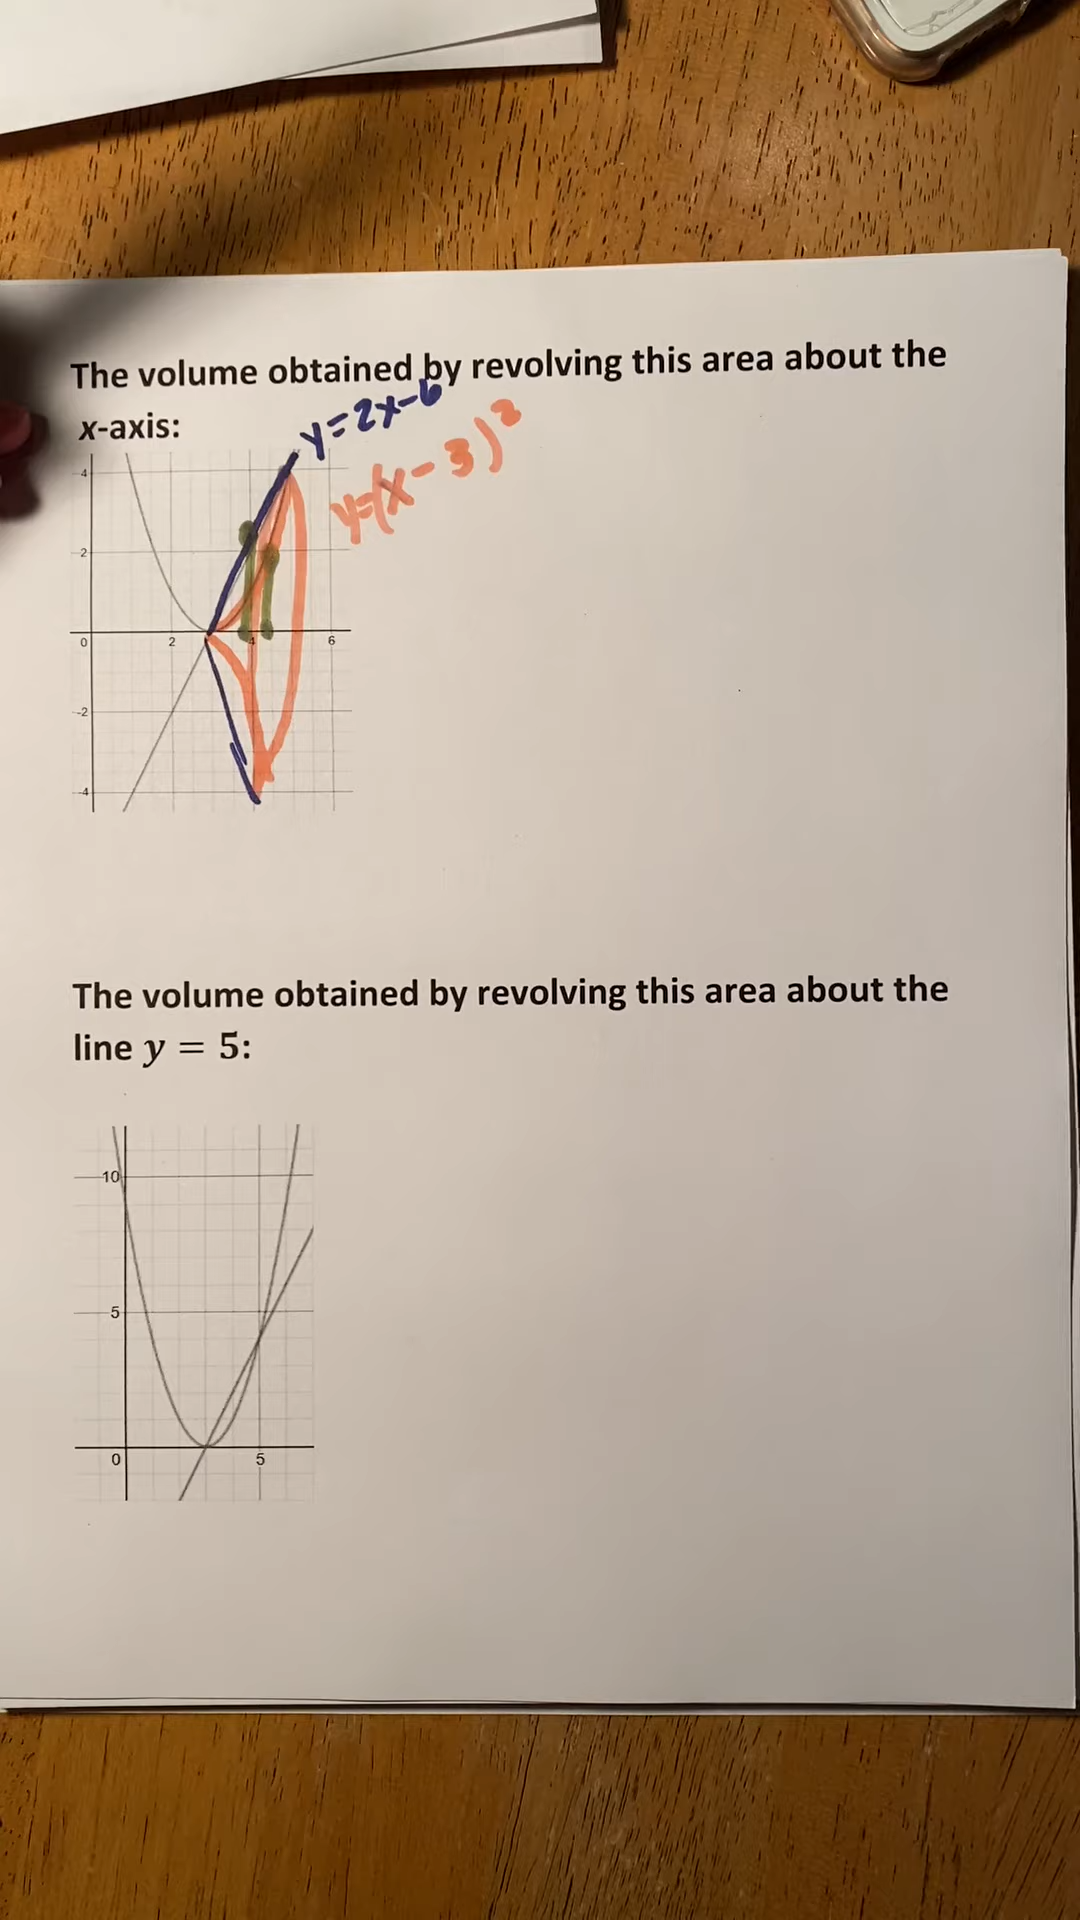 The volume obtained by revolving this area about the
x-axis:
y=2x-6
y=(x-3)²
4
2
0
2
4
6
-2
-4
The volume obtained by revolving this area about the
line y = 5:
10
5
0
5